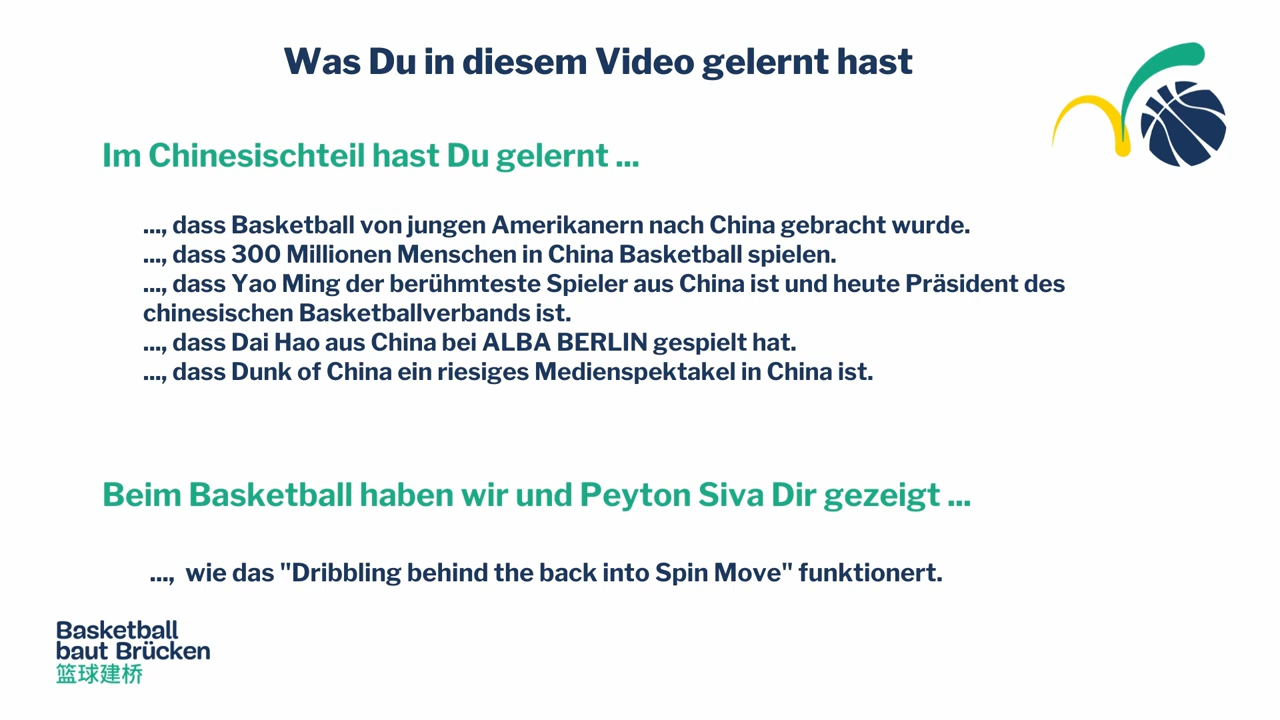 Was Du in diesem Video gelernt hast
Im Chinesischteil hast Du gelernt ...
..., dass Basketball von jungen Amerikanern nach China gebracht wurde.
..., dass 300 Millionen Menschen in China Basketball spielen.
..., dass Yao Ming der berühmteste Spieler aus China ist und heute Präsident des
chinesischen Basketballverbands ist.
..., dass Dai Hao aus China bei ALBA BERLIN gespielt hat.
..., dass Dunk of China ein riesiges Medienspektakel in China ist.
Beim Basketball haben wir und Peyton Siva Dir gezeigt ...
..., wie das "Dribbling behind the back into Spin Move" funktionert.
Basketball
baut Brücken
篮球建桥